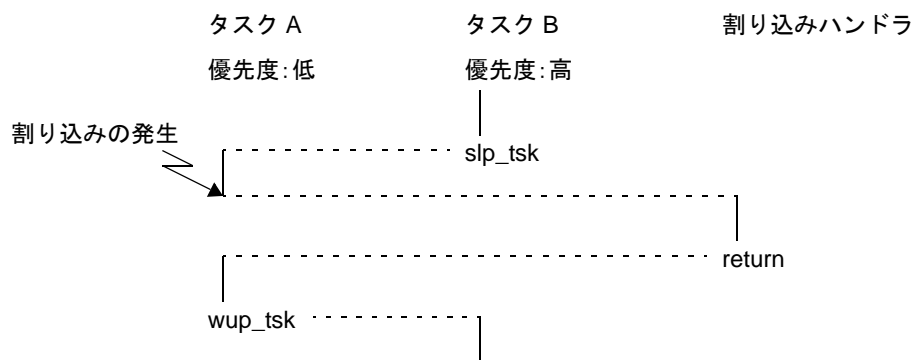 タスク A
タスク B
割り込みハンドラ
優先度：低
優先度：高
割り込みの発生
slp_tsk
return
wup_tsk